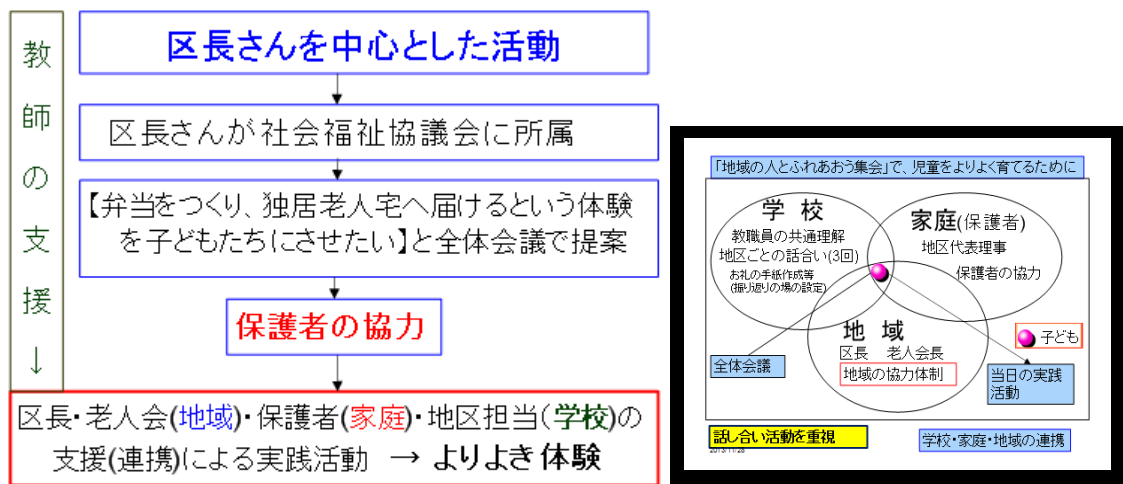 教師の支援↓
区長さんを中心とした活動
区長さんが社会福祉協議会に所属
【弁当をつくり、独居老人宅へ届けるという体験
を子どもたちにさせたい】と全体会議で提案
保護者の協力
区長・老人会(地域)・保護者(家庭)・地区担当(学校)の
支援(連携)による実践活動 → よりよき体験
「地域の人とふれあおう集会」で、児童をよりよく育てるために
学 校
教職員の共通理解
地区ごとの話合い(3回)
お礼の手紙作成等
(振り返りの場の設定)
家庭(保護者)
地区代表理事
保護者の協力
地 域
区長 老人会長
地域の協力体制
子ども
全体会議
当日の実践
活動
話し合い活動を重視
2013/11/28
学校・家庭・地域の連携